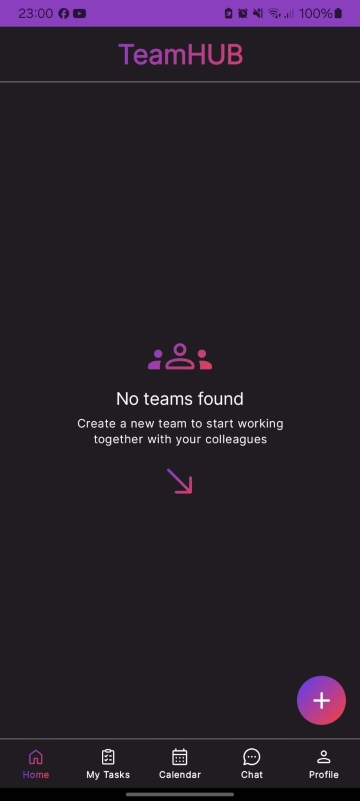 23:00 100%
TeamHUB
No teams found
Create a new team to start working
together with your colleagues
Home My Tasks Calendar Chat Profile